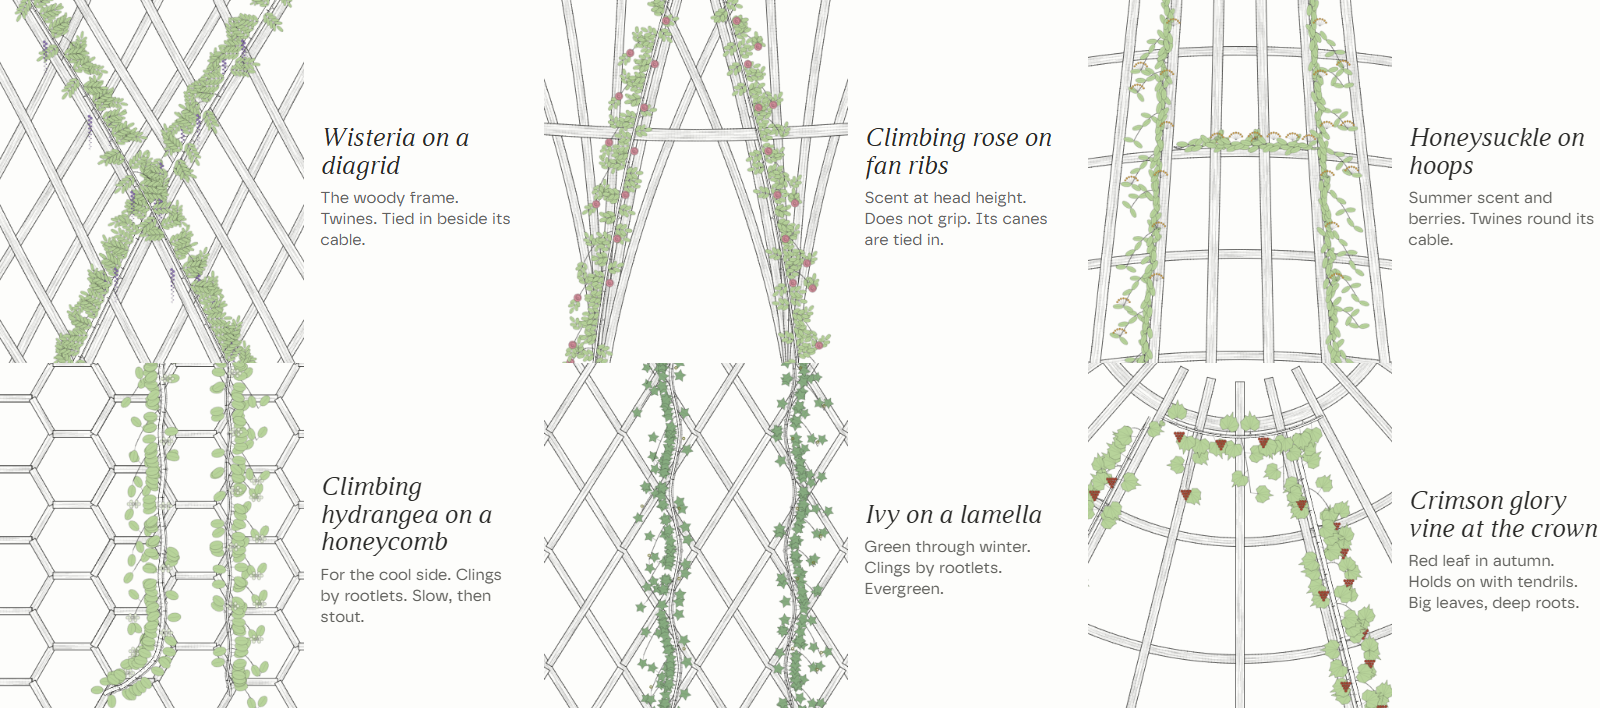 Wisteria on a
diagrid
The woody frame.
Twines. Tied in beside its
cable.
Climbing rose on
fan ribs
Scent at head height.
Does not grip. Its canes
are tied in.
Honeysuckle on
hoops
Summer scent and
berries. Twines round its
cable.
Climbing
hydrangea on a
honeycomb
For the cool side. Clings
by rootlets. Slow, then
stout.
Ivy on a lamella
Green through winter.
Clings by rootlets.
Evergreen.
Crimson glory
vine at the crown
Red leaf in autumn.
Holds on with tendrils.
Big leaves, deep roots.